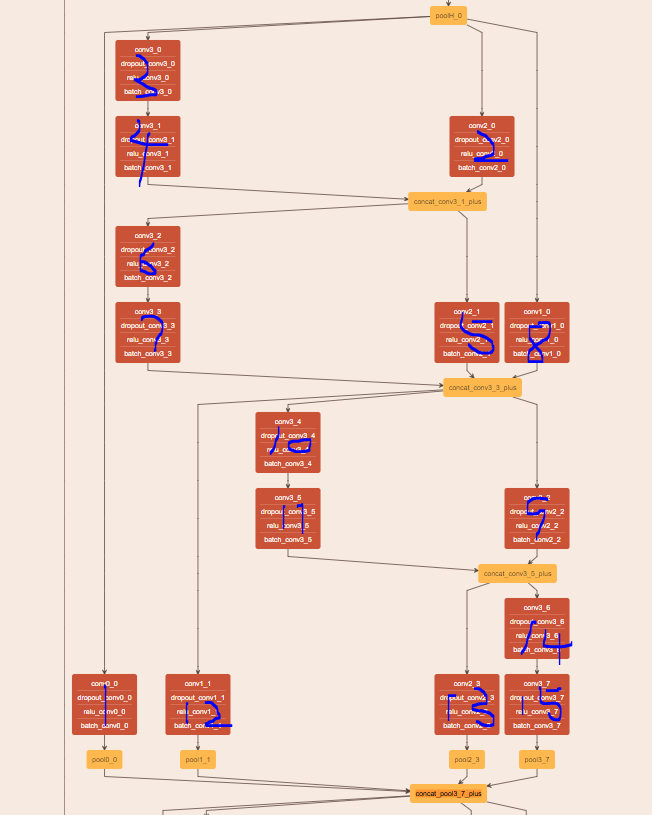 poolH_0
conv3_0
dropout_conv3_0
relu_conv3_0
batch_conv3_0
3
conv3_1
dropout_conv3_1
relu_conv3_1
batch_conv3_1
4
conv2_0
dropout_conv2_0
relu_conv2_0
batch_conv2_0
2
concat_conv3_1_plus
conv3_2
dropout_conv3_2
relu_conv3_2
batch_conv3_2
6
conv3_3
dropout_conv3_3
relu_conv3_3
batch_conv3_3
7
conv2_1
dropout_conv2_1
relu_conv2_1
batch_conv2_1
5
conv1_0
dropout_conv1_0
relu_conv1_0
batch_conv1_0
8
concat_conv3_3_plus
conv3_4
dropout_conv3_4
relu_conv3_4
batch_conv3_4
10
conv3_5
dropout_conv3_5
relu_conv3_5
batch_conv3_5
11
conv2_2
dropout_conv2_2
relu_conv2_2
batch_conv2_2
9
concat_conv3_5_plus
conv3_6
dropout_conv3_6
relu_conv3_6
batch_conv3_6
14
conv0_0
dropout_conv0_0
relu_conv0_0
batch_conv0_0
1
conv1_1
dropout_conv1_1
relu_conv1_1
batch_conv1_1
12
conv2_3
dropout_conv2_3
relu_conv2_3
batch_conv2_3
13
conv3_7
dropout_conv3_7
relu_conv3_7
batch_conv3_7
15
pool0_0
pool1_1
pool2_3
pool3_7
concat_pool3_7_plus